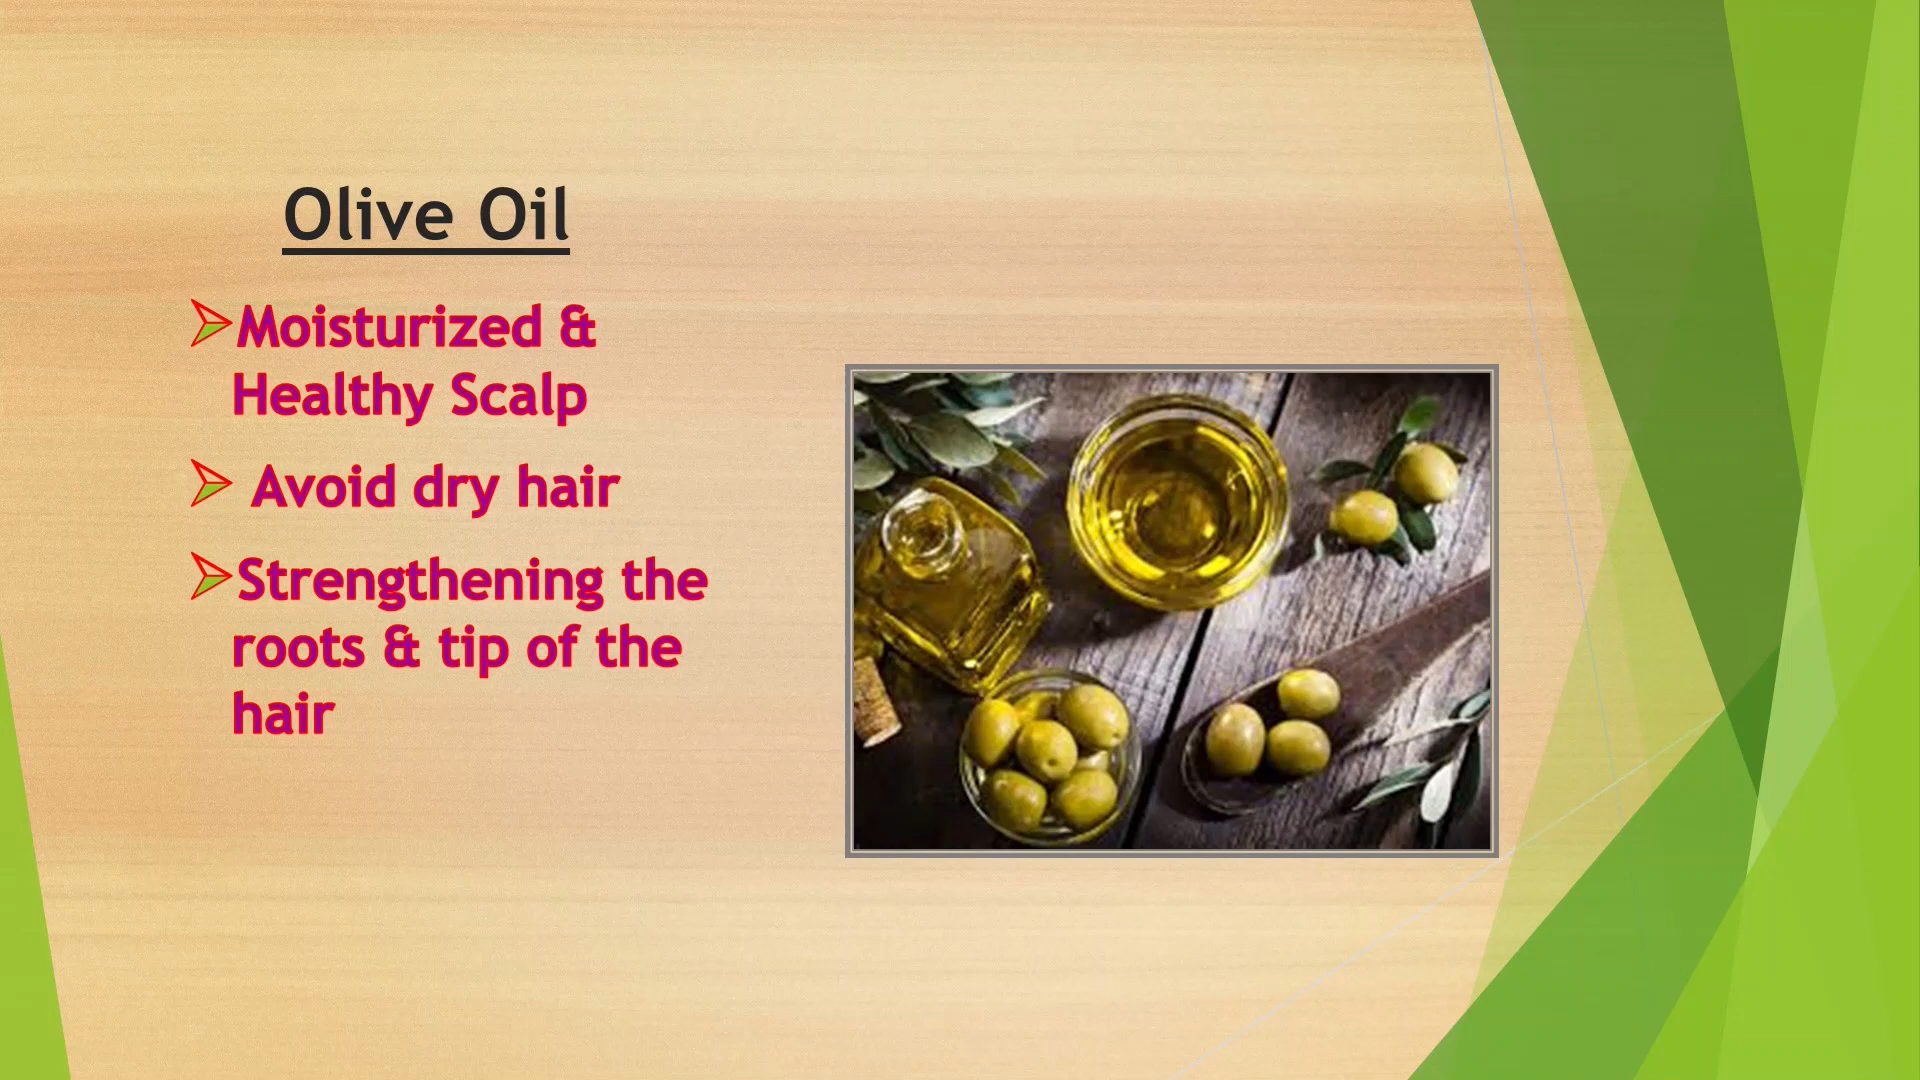 Olive Oil
Moisturized &
Healthy Scalp
Avoid dry hair
Strengthening the
roots & tip of the
hair